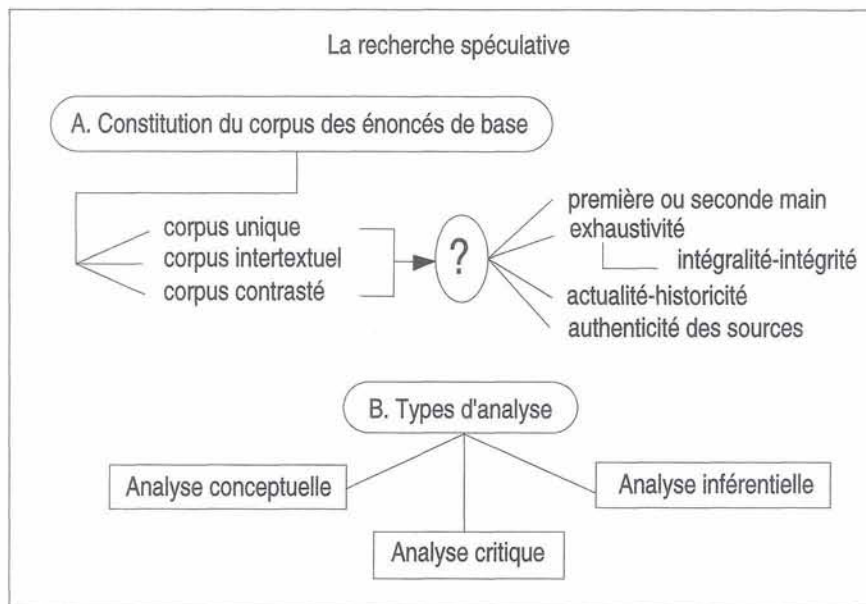 La recherche spéculative
A. Constitution du corpus des énoncés de base
corpus unique
corpus intertextuel
corpus contrasté
?
première ou seconde main
exhaustivité
intégralité-intégrité
actualité-historicité
authenticité des sources
B. Types d'analyse
Analyse conceptuelle
Analyse inférentielle
Analyse critique